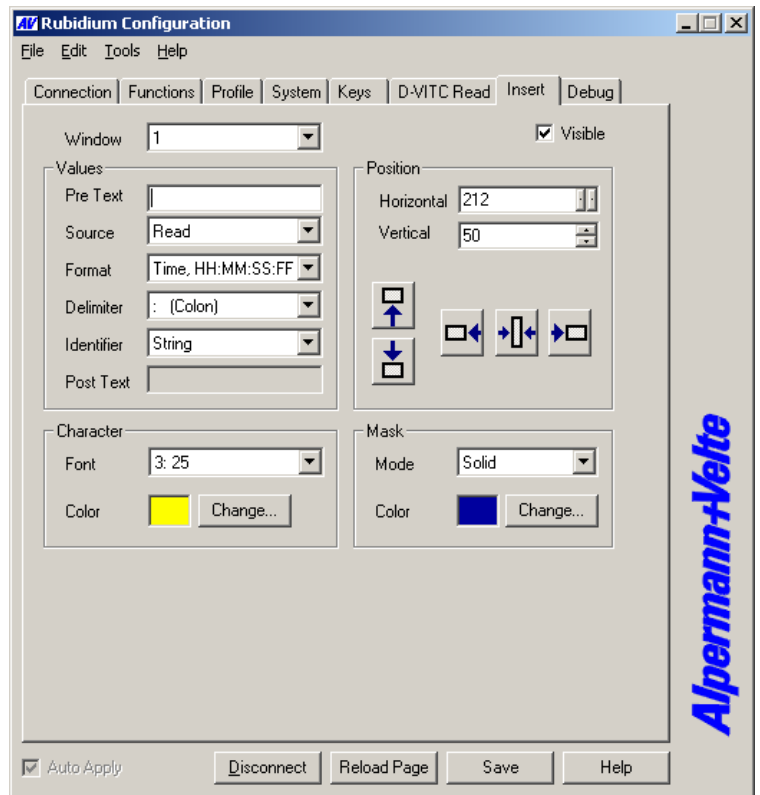 AV Rubidium Configuration
File Edit Tools Help
Connection Functions Profile System Keys D-VITC Read Insert Debug
Window 1 Visible
Values
Pre Text
Source Read
Format Time, HH:MM:SS:FF
Delimiter : (Colon)
Identifier String
Post Text
Position
Horizontal 212
Vertical 50
Character
Font 3: 25
Color Change...
Mask
Mode Solid
Color Change...
Alpermann+Velte
Auto Apply Disconnect Reload Page Save Help